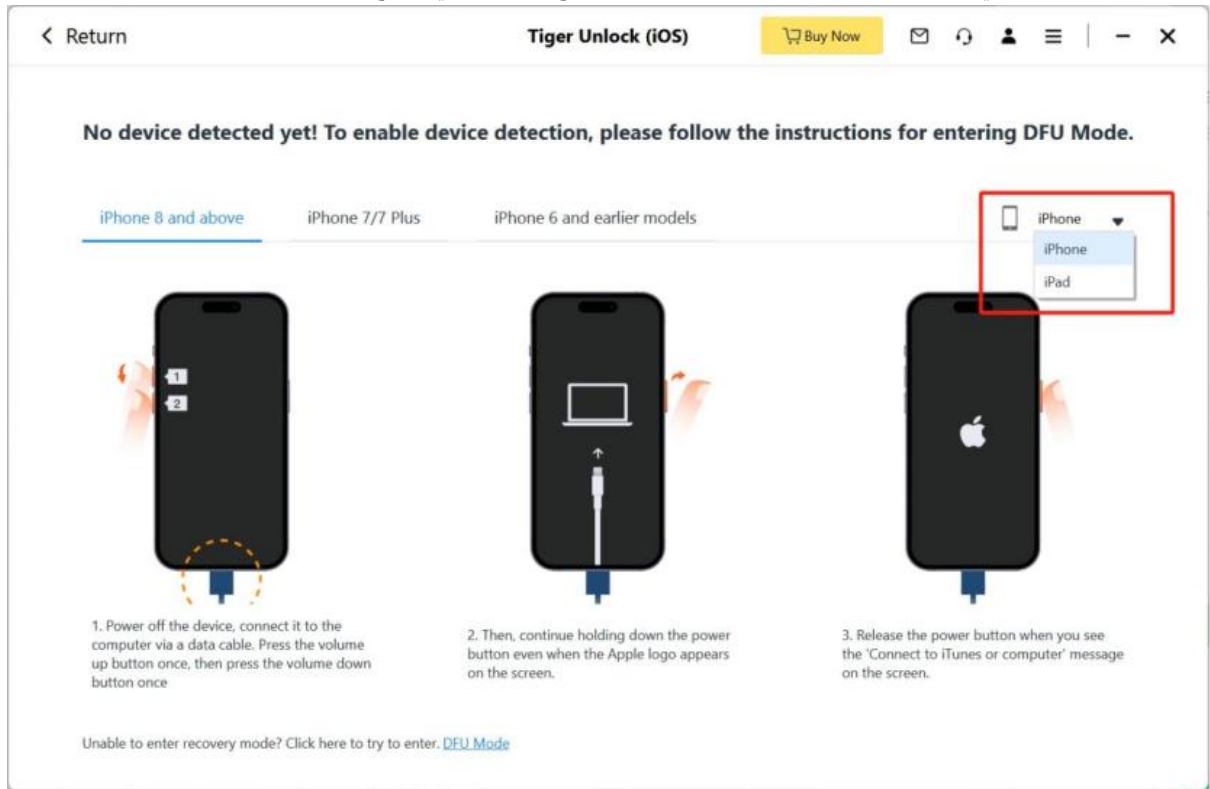 Return
Tiger Unlock (iOS)
Buy Now
No device detected yet! To enable device detection, please follow the instructions for entering DFU Mode.
iPhone 8 and above
iPhone 7/7 Plus
iPhone 6 and earlier models
iPhone
iPhone
iPad
1
2
1. Power off the device, connect it to the
computer via a data cable. Press the volume
up button once, then press the volume down
button once
2. Then, continue holding down the power
button even when the Apple logo appears
on the screen.
3. Release the power button when you see
the 'Connect to iTunes or computer' message
on the screen.
Unable to enter recovery mode? Click here to try to enter. DFU Mode